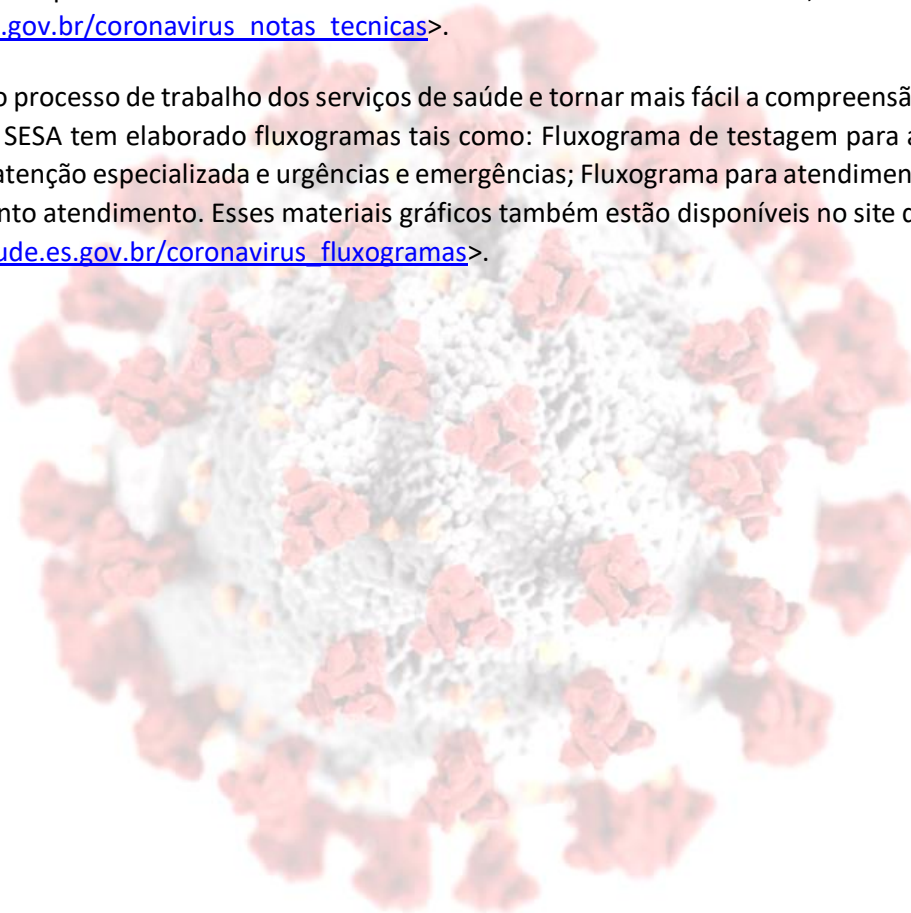 .gov.br/coronavirus_notas_tecnicas>.
o processo de trabalho dos serviços de saúde e tornar mais fácil a compreensã
SESA tem elaborado fluxogramas tais como: Fluxograma de testagem para a
atenção especializada e urgências e emergências; Fluxograma para atendimen
nto atendimento. Esses materiais gráficos também estão disponíveis no site d
ude.es.gov.br/coronavirus_fluxogramas>.